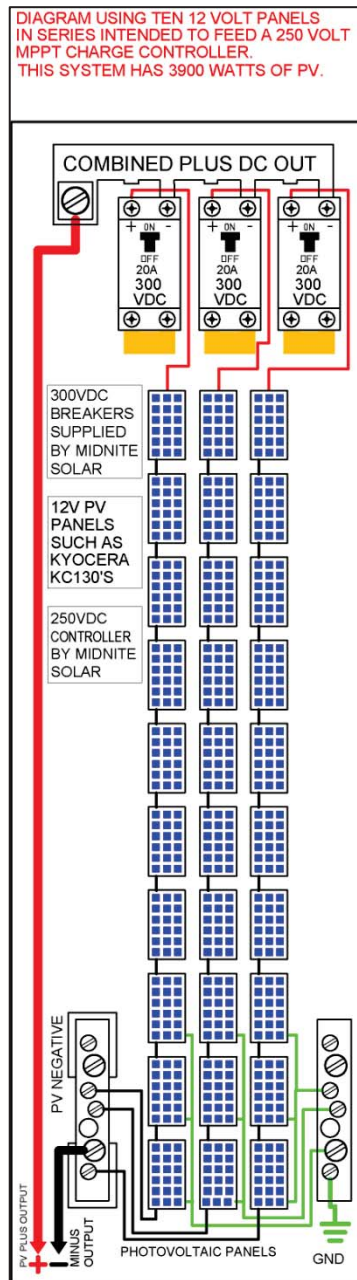 DIAGRAM USING TEN 12 VOLT PANELS
IN SERIES INTENDED TO FEED A 250 VOLT
MPPT CHARGE CONTROLLER.
THIS SYSTEM HAS 3900 WATTS OF PV.
COMBINED PLUS DC OUT
+ ON -
OFF
20A
300
VDC
+ ON -
OFF
20A
300
VDC
+ ON -
OFF
20A
300
VDC
300VDC
BREAKERS
SUPPLIED
BY MIDNITE
SOLAR
12V PV
PANELS
SUCH AS
KYOCERA
KC130'S
250VDC
CONTROLLER
BY MIDNITE
SOLAR
PV NEGATIVE
PV PLUS OUTPUT
+
-
MINUS
OUTPUT
PHOTOVOLTAIC PANELS
GND